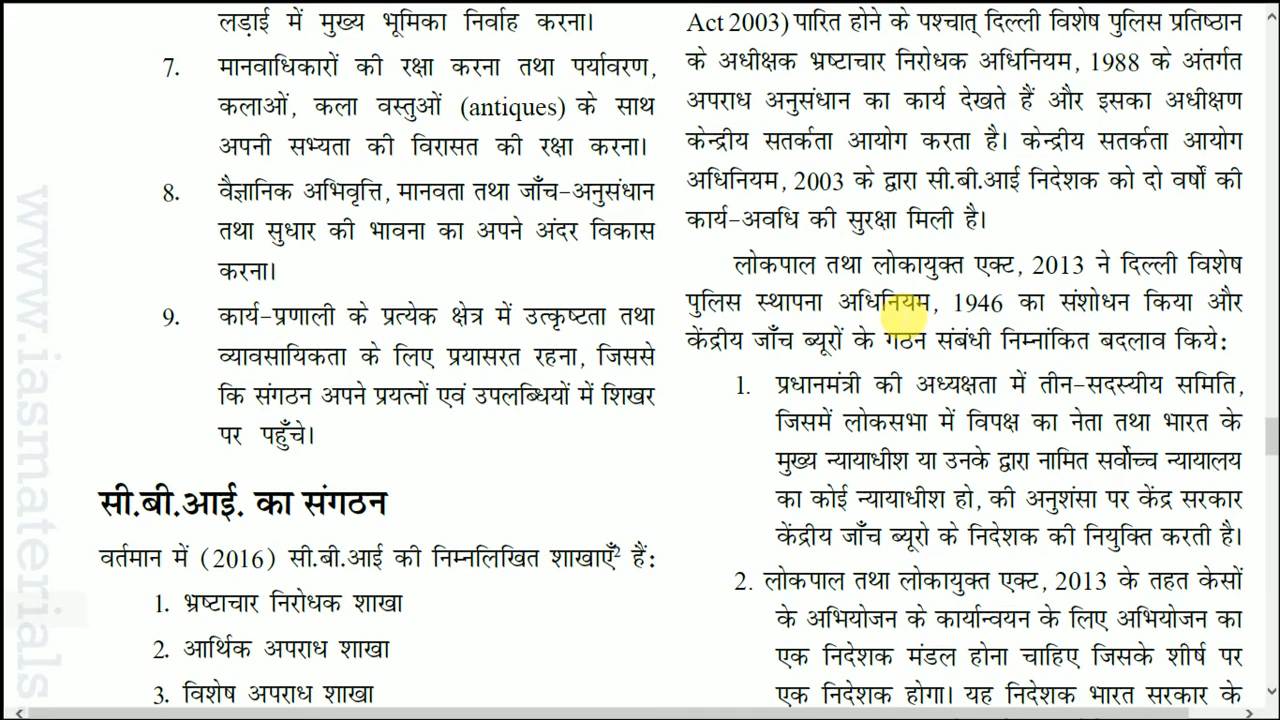 लड़ाई में मुख्य भूमिका निर्वाह करना।
7. मानवाधिकारों की रक्षा करना तथा पर्यावरण,
कलाओं, कला वस्तुओं (antiques) के साथ
अपनी सभ्यता की विरासत की रक्षा करना।
8. वैज्ञानिक अभिवृत्ति, मानवता तथा जाँच-अनुसंधान
तथा सुधार की भावना का अपने अंदर विकास
करना।
9. कार्य-प्रणाली के प्रत्येक क्षेत्र में उत्कृष्टता तथा
व्यावसायिकता के लिए प्रयासरत रहना, जिससे
कि संगठन अपने प्रयत्नों एवं उपलब्धियों में शिखर
पर पहुँचे।
सी.बी.आई. का संगठन
वर्तमान में (2016) सी.बी.आई की निम्नलिखित शाखाएँ² हैं:
1. भ्रष्टाचार निरोधक शाखा
2. आर्थिक अपराध शाखा
3. विशेष अपराध शाखा
Act 2003) पारित होने के पश्चात् दिल्ली विशेष पुलिस प्रतिष्ठान
के अधीक्षक भ्रष्टाचार निरोधक अधिनियम, 1988 के अंतर्गत
अपराध अनुसंधान का कार्य देखते हैं और इसका अधीक्षण
केन्द्रीय सतर्कता आयोग करता है। केन्द्रीय सतर्कता आयोग
अधिनियम, 2003 के द्वारा सी.बी.आई निदेशक को दो वर्षों की
कार्य-अवधि की सुरक्षा मिली है।
लोकपाल तथा लोकायुक्त एक्ट, 2013 ने दिल्ली विशेष
पुलिस स्थापना अधिनियम, 1946 का संशोधन किया और
केंद्रीय जाँच ब्यूरों के गठन संबंधी निम्नांकित बदलाव किये:
1. प्रधानमंत्री की अध्यक्षता में तीन-सदस्यीय समिति,
जिसमें लोकसभा में विपक्ष का नेता तथा भारत के
मुख्य न्यायाधीश या उनके द्वारा नामित सर्वोच्च न्यायालय
का कोई न्यायाधीश हो, की अनुशंसा पर केंद्र सरकार
केंद्रीय जाँच ब्यूरो के निदेशक की नियुक्ति करती है।
2. लोकपाल तथा लोकायुक्त एक्ट, 2013 के तहत केसों
के अभियोजन के कार्यान्वयन के लिए अभियोजन का
एक निदेशक मंडल होना चाहिए जिसके शीर्ष पर
एक निदेशक होगा। यह निदेशक भारत सरकार के
www.iasmaterials